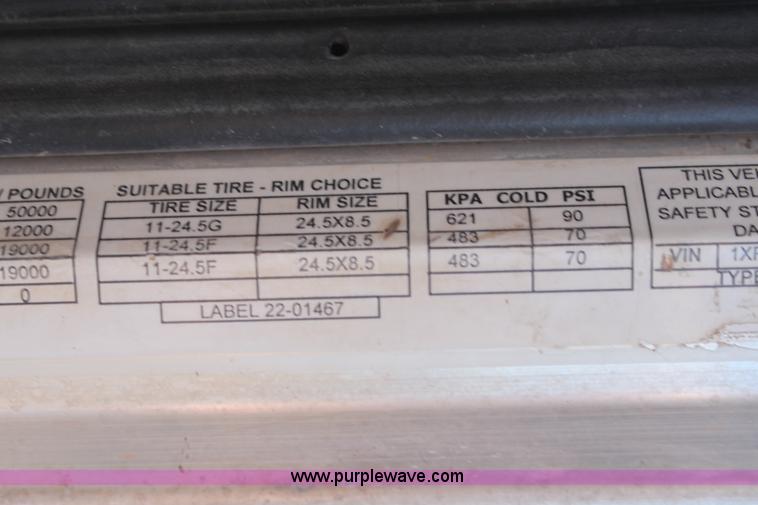 / POUNDS SUITABLE TIRE - RIM CHOICE THIS VE
50000 TIRE SIZE RIM SIZE KPA COLD PSI APPLICABL
12000 11-24.5G 24.5X8.5 621 90 SAFETY ST
19000 11-24.5F 24.5X8.5 483 70 DA
19000 11-24.5F 24.5X8.5 483 70 VIN 1X
0 TYPE
LABEL 22-01467
www.purplewave.com